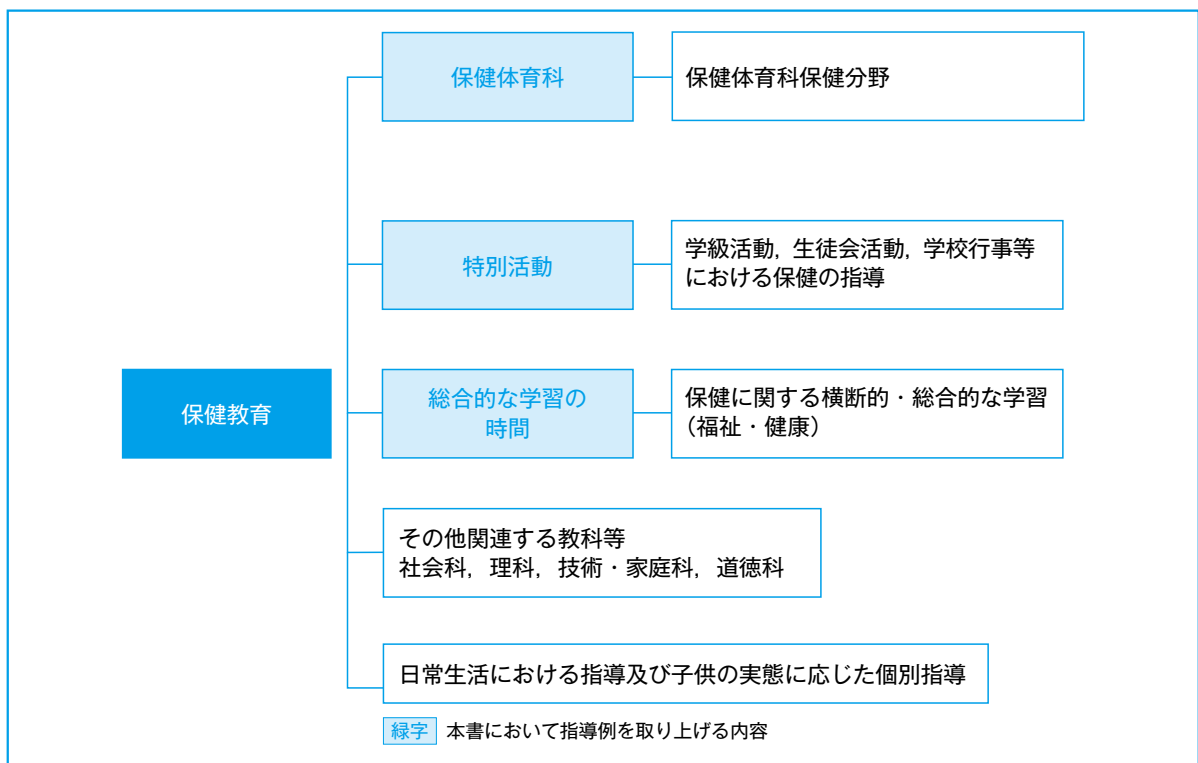 保健体育科
保健体育科保健分野
特別活動
学級活動，生徒会活動，学校行事等
における保健の指導
保健教育
総合的な学習の
時間
保健に関する横断的・総合的な学習
（福祉・健康）
その他関連する教科等
社会科，理科，技術・家庭科，道徳科
日常生活における指導及び子供の実態に応じた個別指導
緑字 本書において指導例を取り上げる内容